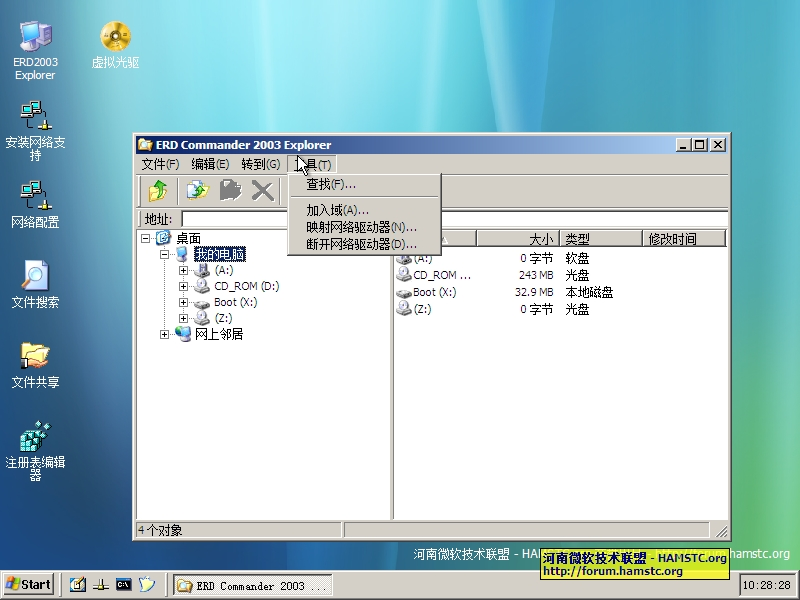 ERD2003
Explorer
虚拟光驱
安装网络支
持
网络配置
文件搜索
文件共享
注册表编辑
器
ERD Commander 2003 Explorer
文件(F) 编辑(E) 转到(G) 工具(T)
查找(F)...
加入域(A)...
映射网络驱动器(N)...
断开网络驱动器(D)...
地址:
大小 类型 修改时间
桌面
我的电脑
(A:)
CD_ROM (D:)
Boot (X:)
(Z:)
网上邻居
(A:) 0 字节 软盘
CD_ROM ... 243 MB 光盘
Boot (X:) 32.9 MB 本地磁盘
(Z:) 0 字节 光盘
4 个对象
河南微软技术联盟 - HA
hamstc.org
河南微软技术联盟 - HAMSTC.org
http://forum.hamstc.org
Start
ERD Commander 2003 ...
10:28:28